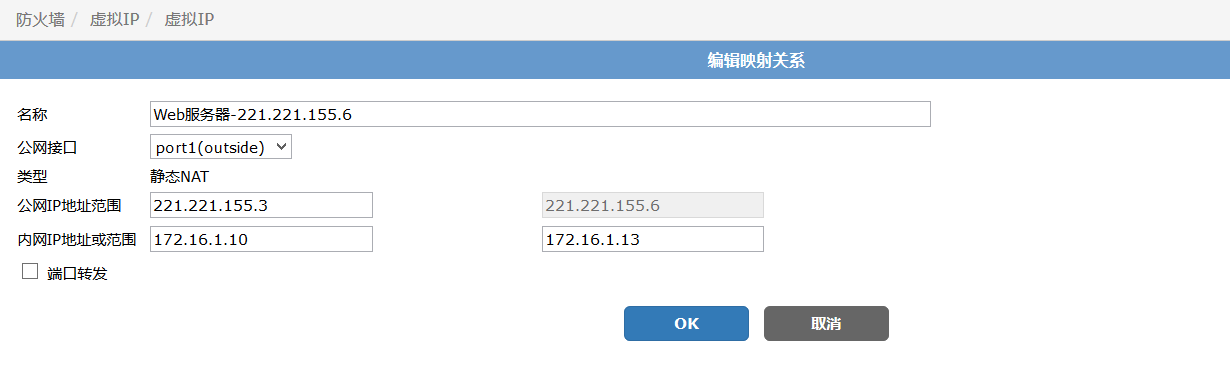 防火墙 / 虚拟IP / 虚拟IP
编辑映射关系
名称 Web服务器-221.221.155.6
公网接口 port1(outside)
类型 静态NAT
公网IP地址范围 221.221.155.3 221.221.155.6
内网IP地址或范围 172.16.1.10 172.16.1.13
端口转发
OK 取消